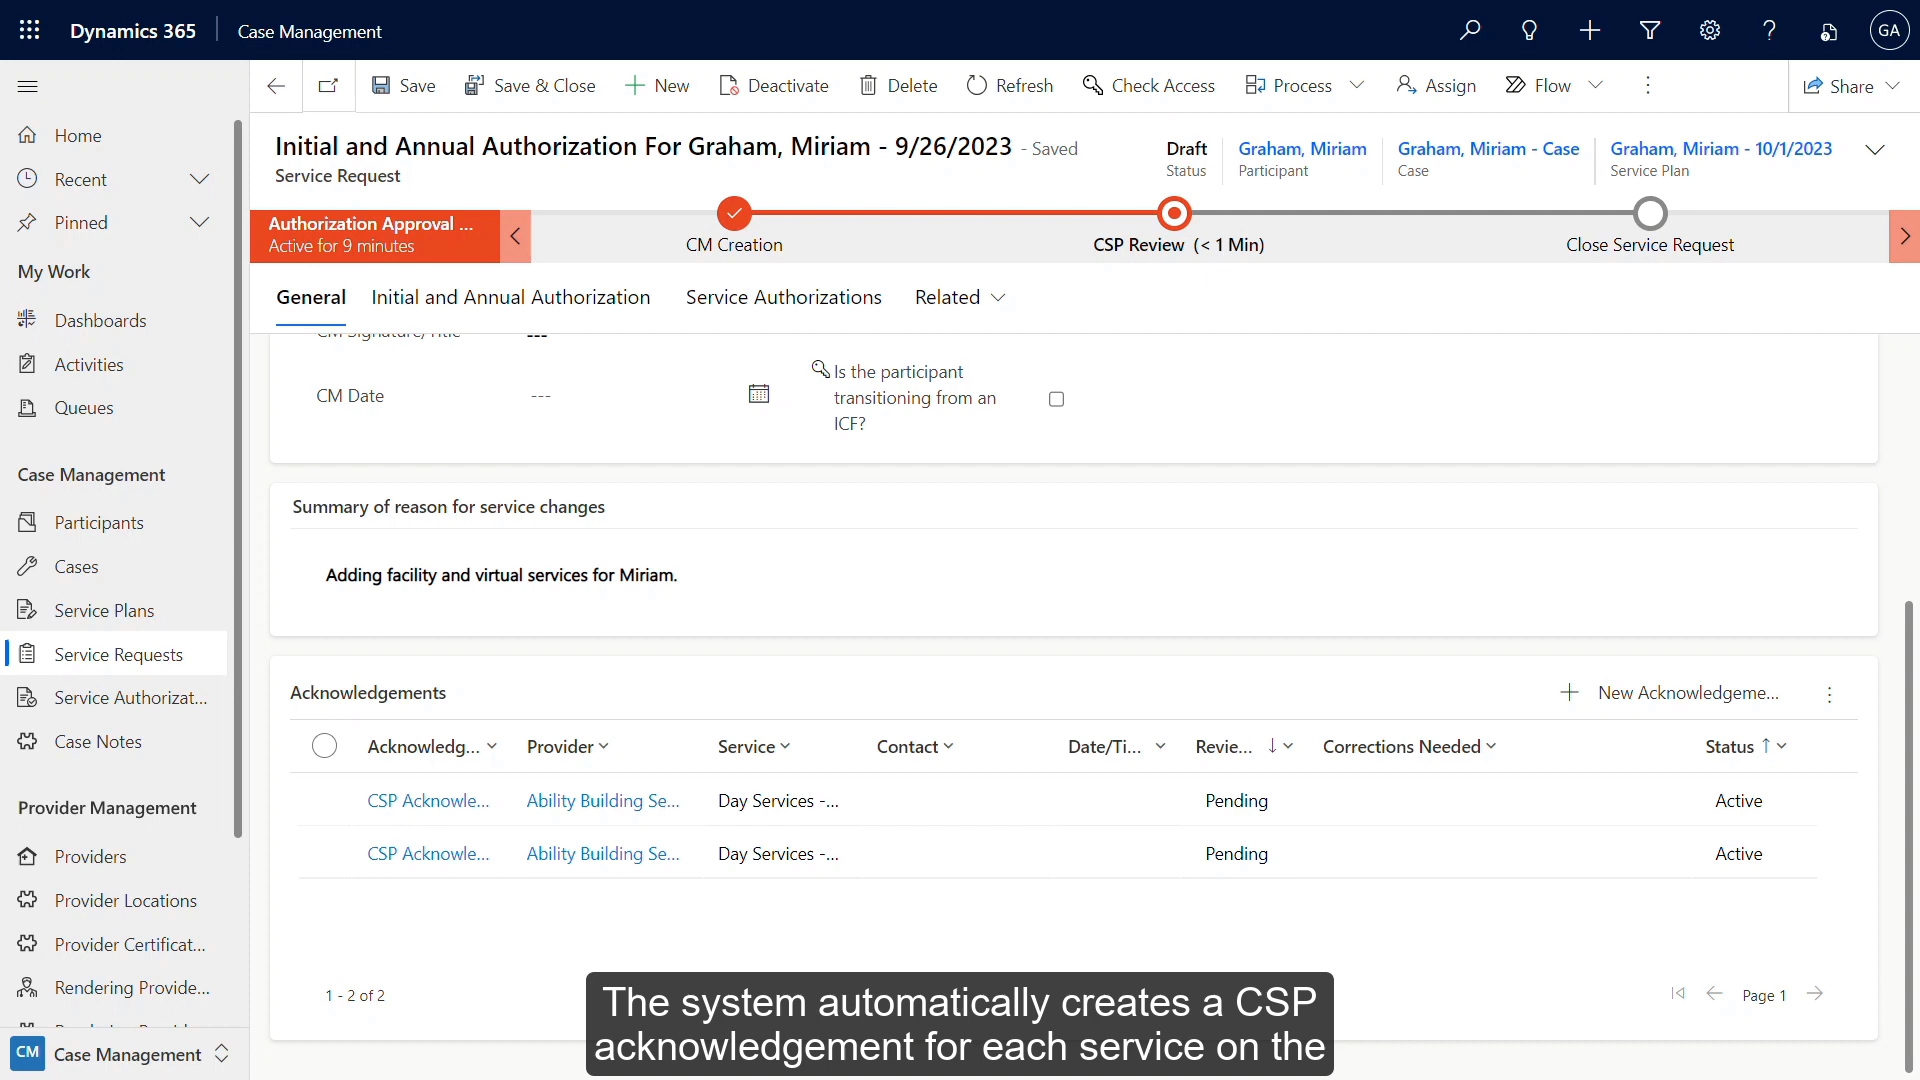 Dynamics 365
Case Management
GA
Save
Save & Close
New
Deactivate
Delete
Refresh
Check Access
Process
Assign
Flow
Share
Home
Recent
Pinned
My Work
Dashboards
Activities
Queues
Case Management
Participants
Cases
Service Plans
Service Requests
Service Authorizat...
Case Notes
Provider Management
Providers
Provider Locations
Provider Certificat...
Rendering Provide...
CM
Case Management
Initial and Annual Authorization For Graham, Miriam - 9/26/2023 - Saved
Service Request
Draft
Status
Graham, Miriam
Participant
Graham, Miriam - Case
Case
Graham, Miriam - 10/1/2023
Service Plan
Authorization Approval ...
Active for 9 minutes
CM Creation
CSP Review (< 1 Min)
Close Service Request
General
Initial and Annual Authorization
Service Authorizations
Related
CM Signature/Title
---
CM Date
---
Is the participant
transitioning from an
ICF?
Summary of reason for service changes
Adding facility and virtual services for Miriam.
Acknowledgements
New Acknowledgeme...
Acknowledg... Provider Service Contact Date/Ti... Revie... Corrections Needed Status
CSP Acknowle... Ability Building Se... Day Services -... Pending Active
CSP Acknowle... Ability Building Se... Day Services -... Pending Active
1 - 2 of 2
Page 1
The system automatically creates a CSP
acknowledgement for each service on the